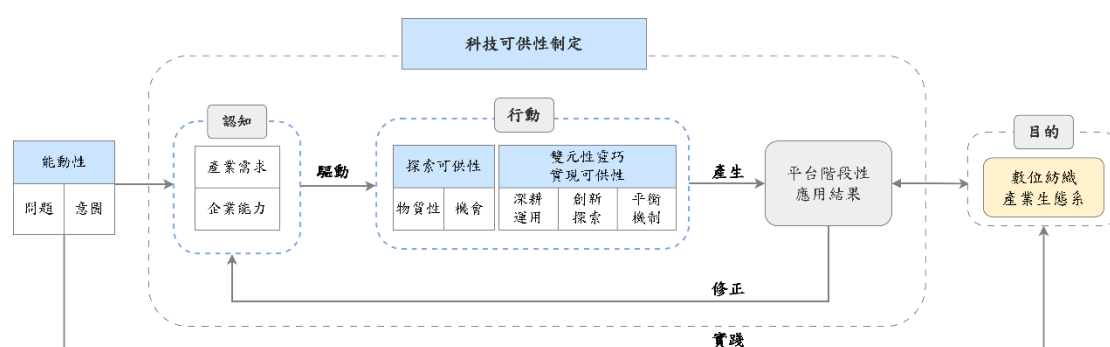 科技可供性制定
認知
行動
目的
能動性
問題
意圖
產業需求
企業能力
驅動
探索可供性
物質性
機會
雙元性靈巧
實現可供性
深耕
運用
創新
探索
平衡
機制
產生
平台階段性
應用結果
數位紡織
產業生態系
修正
實踐